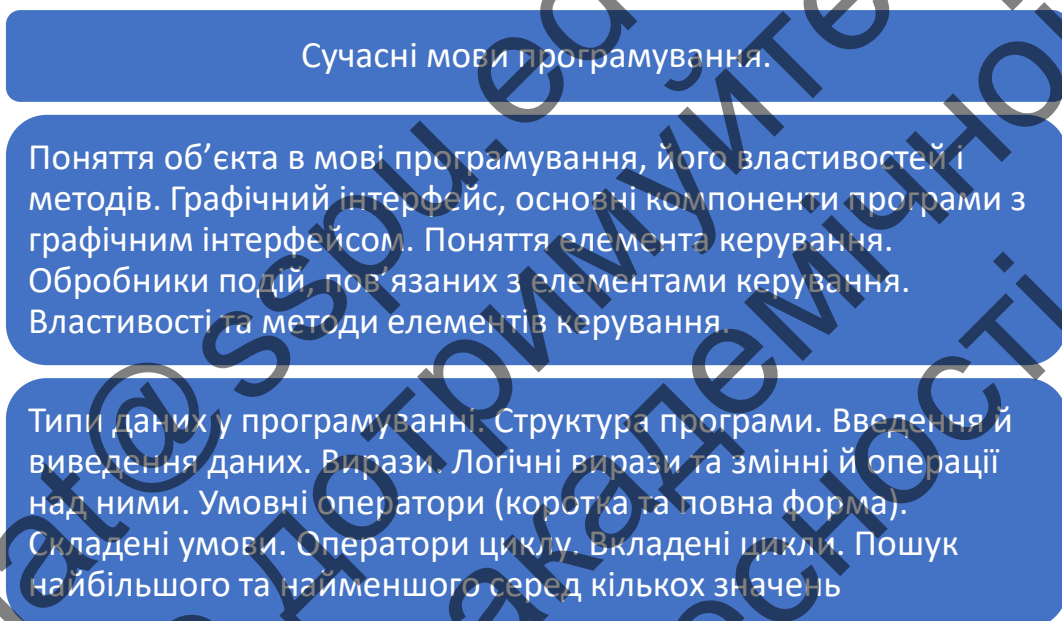 Сучасні мови програмування.
Поняття об’єкта в мові програмування, його властивостей і
методів. Графічний інтерфейс, основні компоненти програми з
графічним інтерфейсом. Поняття елемента керування.
Обробники подій, пов’язаних з елементами керування.
Властивості та методи елементів керування.
Типи даних у програмуванні. Структура програми. Введення й
виведення даних. Вирази. Логічні вирази та змінні й операції
над ними. Умовні оператори (коротка та повна форма).
Складені умови. Оператори циклу. Вкладені цикли. Пошук
найбільшого та найменшого серед кількох значень